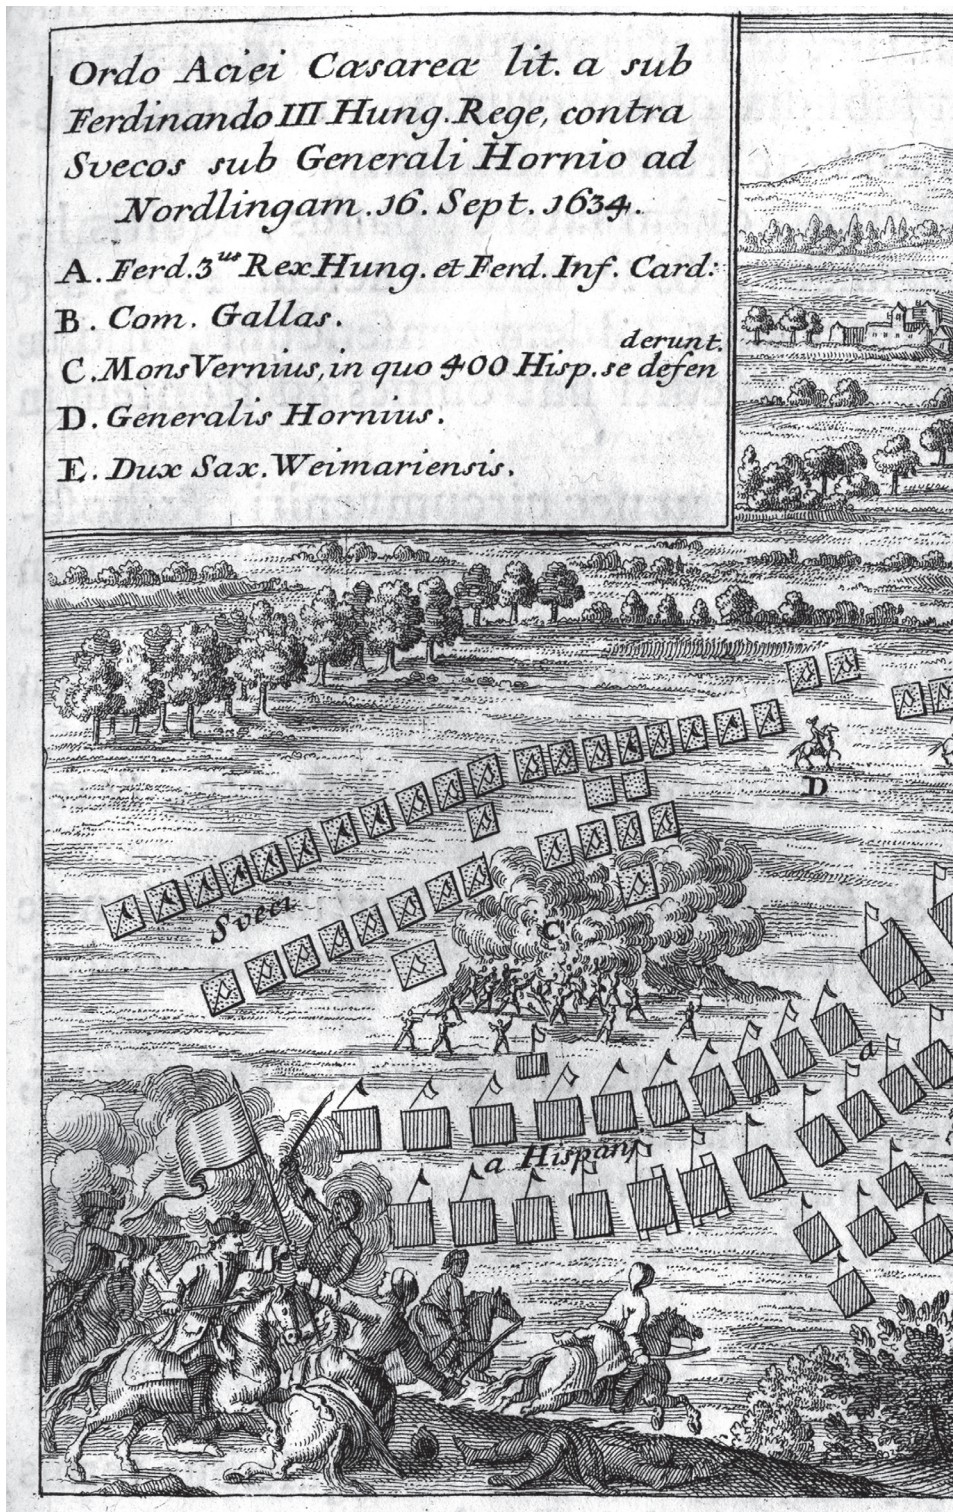 Ordo Aciei Cæsareæ lit. a sub
Ferdinando III Hung. Rege, contra
Svecos sub Generali Hornio ad
Nordlingam. 16. Sept. 1634.
A. Ferd. 3us Rex Hung. et Ferd. Inf. Card:
B. Com. Gallas.
derunt.
C. Mons Vernius, in quo 400 Hisp. se defen
D. Generalis Hornius.
E. Dux Sax. Weimariensis.
D
Sveci
C
a
a Hispani